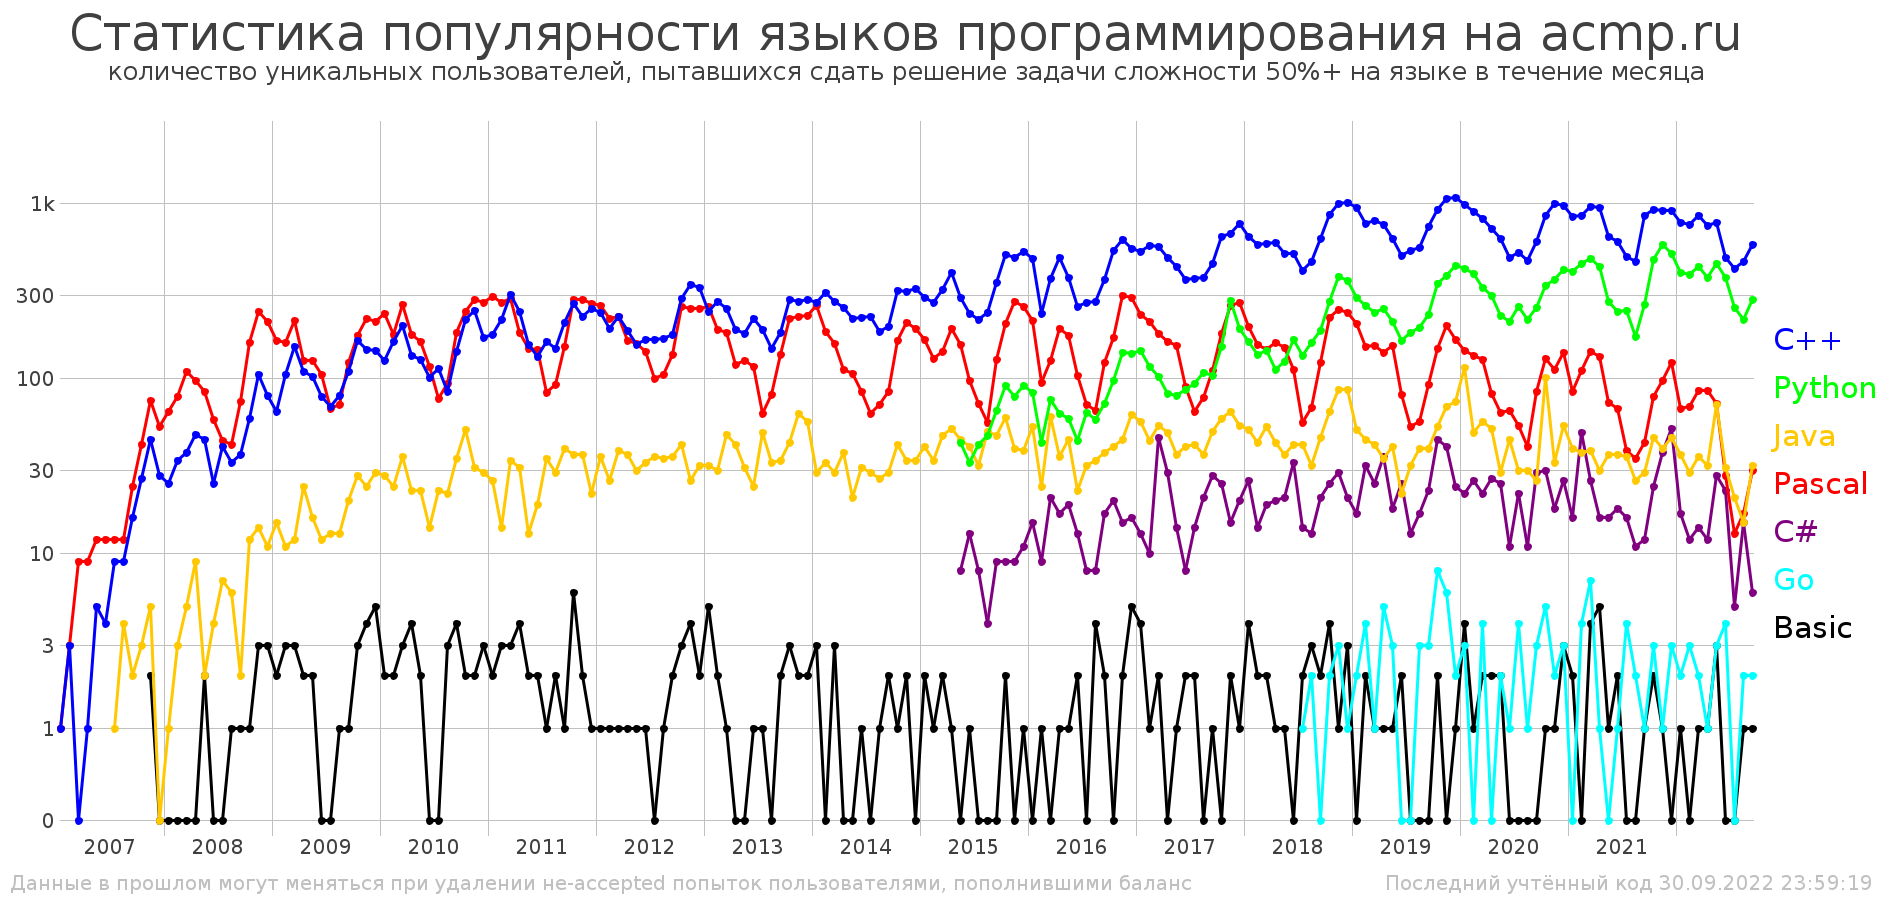 Статистика популярности языков программирования на acmp.ru
количество уникальных пользователей, пытавшихся сдать решение задачи сложности 50%+ на языке в течение месяца
1k
300
100
30
10
3
1
0
C++
Python
Java
Pascal
C#
Go
Basic
2007 2008 2009 2010 2011 2012 2013 2014 2015 2016 2017 2018 2019 2020 2021
Данные в прошлом могут меняться при удалении не-accepted попыток пользователями, пополнившими баланс
Последний учтённый код 30.09.2022 23:59:19